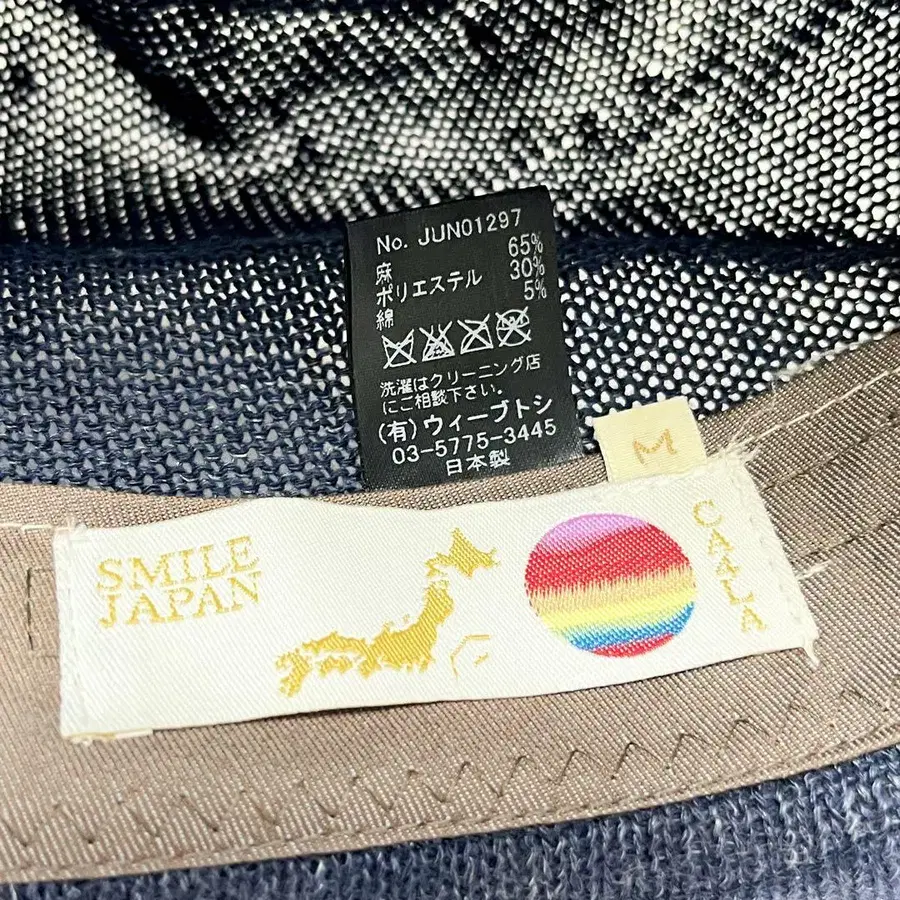 No. JUN01297
麻 65%
ポリエステル 30%
綿 5%
洗濯はクリーニング店
にご相談下さい。
(有)ウィーブトシ
03-5775-3445
日本製
M
SMILE
JAPAN
CA4LA